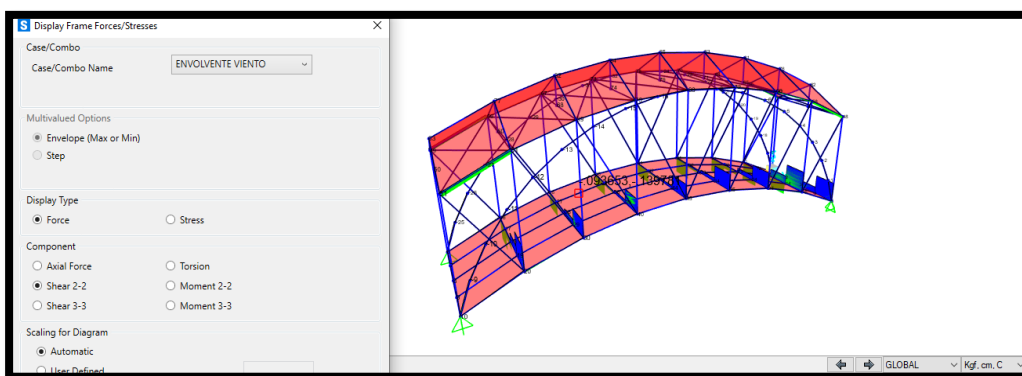 S Display Frame Forces/Stresses
Case/Combo
Case/Combo Name ENVOLVENTE VIENTO
Multivalued Options
Envelope (Max or Min)
Step
Display Type
Force Stress
Component
Axial Force Torsion
Shear 2-2 Moment 2-2
Shear 3-3 Moment 3-3
Scaling for Diagram
Automatic
User Defined
GLOBAL Kgf, cm, C